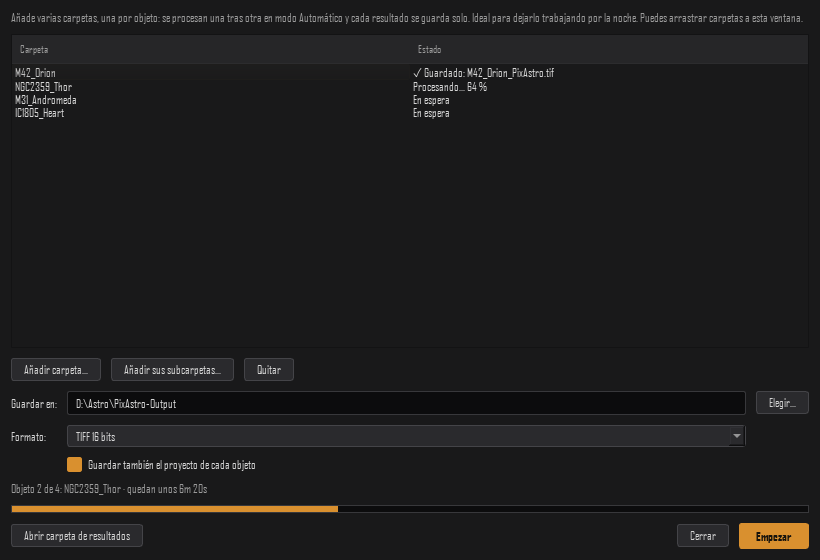 Añade varias carpetas, una por objeto: se procesan una tras otra en modo Automático y cada resultado se guarda solo. Ideal para dejarlo trabajando por la noche. Puedes arrastrar carpetas a esta ventana.
Carpeta Estado
M42_Orion ✓ Guardado: M42_Orion_PixAstro.tif
NGC2359_Thor Procesando... 64 %
M31_Andromeda En espera
IC1805_Heart En espera
Añadir carpeta... Añadir sus subcarpetas... Quitar
Guardar en: D:\Astro\PixAstro-Output Elegir...
Formato: TIFF 16 bits
Guardar también el proyecto de cada objeto
Objeto 2 de 4: NGC2359_Thor · quedan unos 6m 20s
Abrir carpeta de resultados Cerrar Empezar